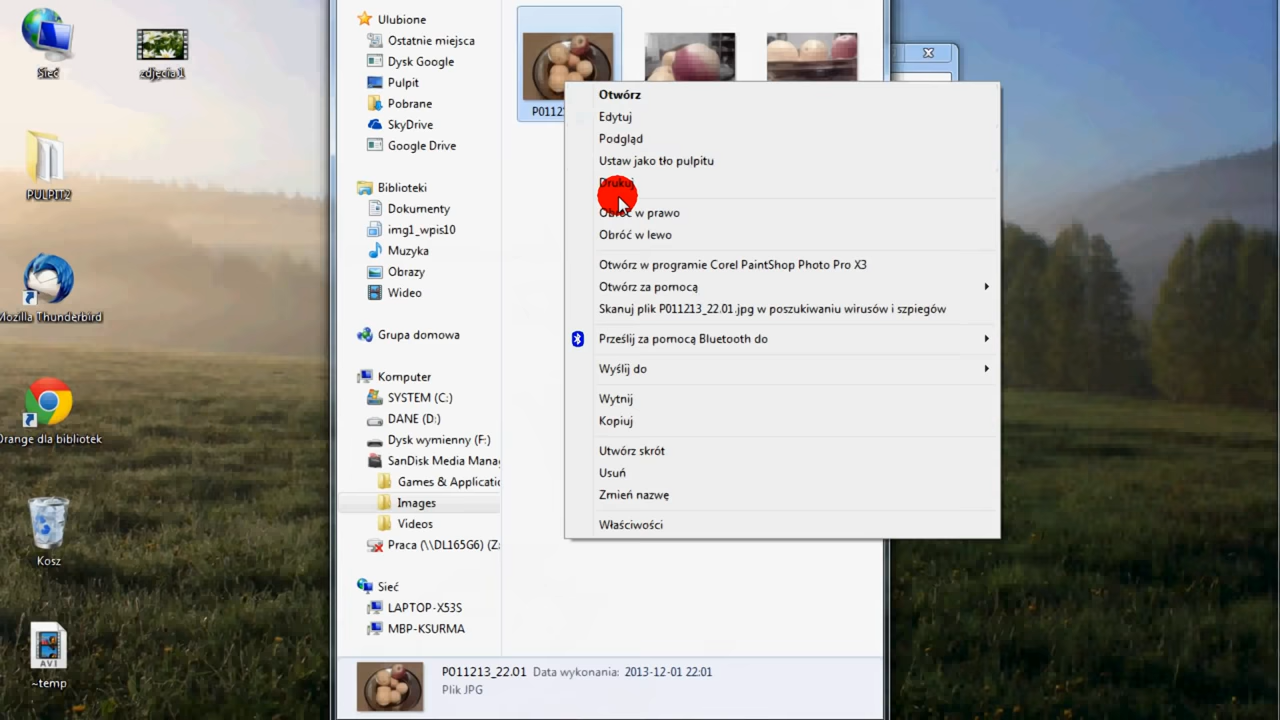 Sieć
zdjęcia1
PULPIT2
Mozilla Thunderbird
Orange dla bibliotek
Kosz
AVI
~temp
Ulubione
Ostatnie miejsca
Dysk Google
Pulpit
Pobrane
SkyDrive
Google Drive
Biblioteki
Dokumenty
img1_wpis10
Muzyka
Obrazy
Wideo
Grupa domowa
Komputer
SYSTEM (C:)
DANE (D:)
Dysk wymienny (F:)
SanDisk Media Mana
Games & Applicatio
Images
Videos
Praca (\\DL165G6) (Z:
Sieć
LAPTOP-X53S
MBP-KSURMA
P0112
Otwórz
Edytuj
Podgląd
Ustaw jako tło pulpitu
Drukuj
Obróć w prawo
Obróć w lewo
Otwórz w programie Corel PaintShop Photo Pro X3
Otwórz za pomocą
Skanuj plik P011213_22.01.jpg w poszukiwaniu wirusów i szpiegów
Prześlij za pomocą Bluetooth do
Wyślij do
Wytnij
Kopiuj
Utwórz skrót
Usuń
Zmień nazwę
Właściwości
P011213_22.01 Data wykonania: 2013-12-01 22:01
Plik JPG